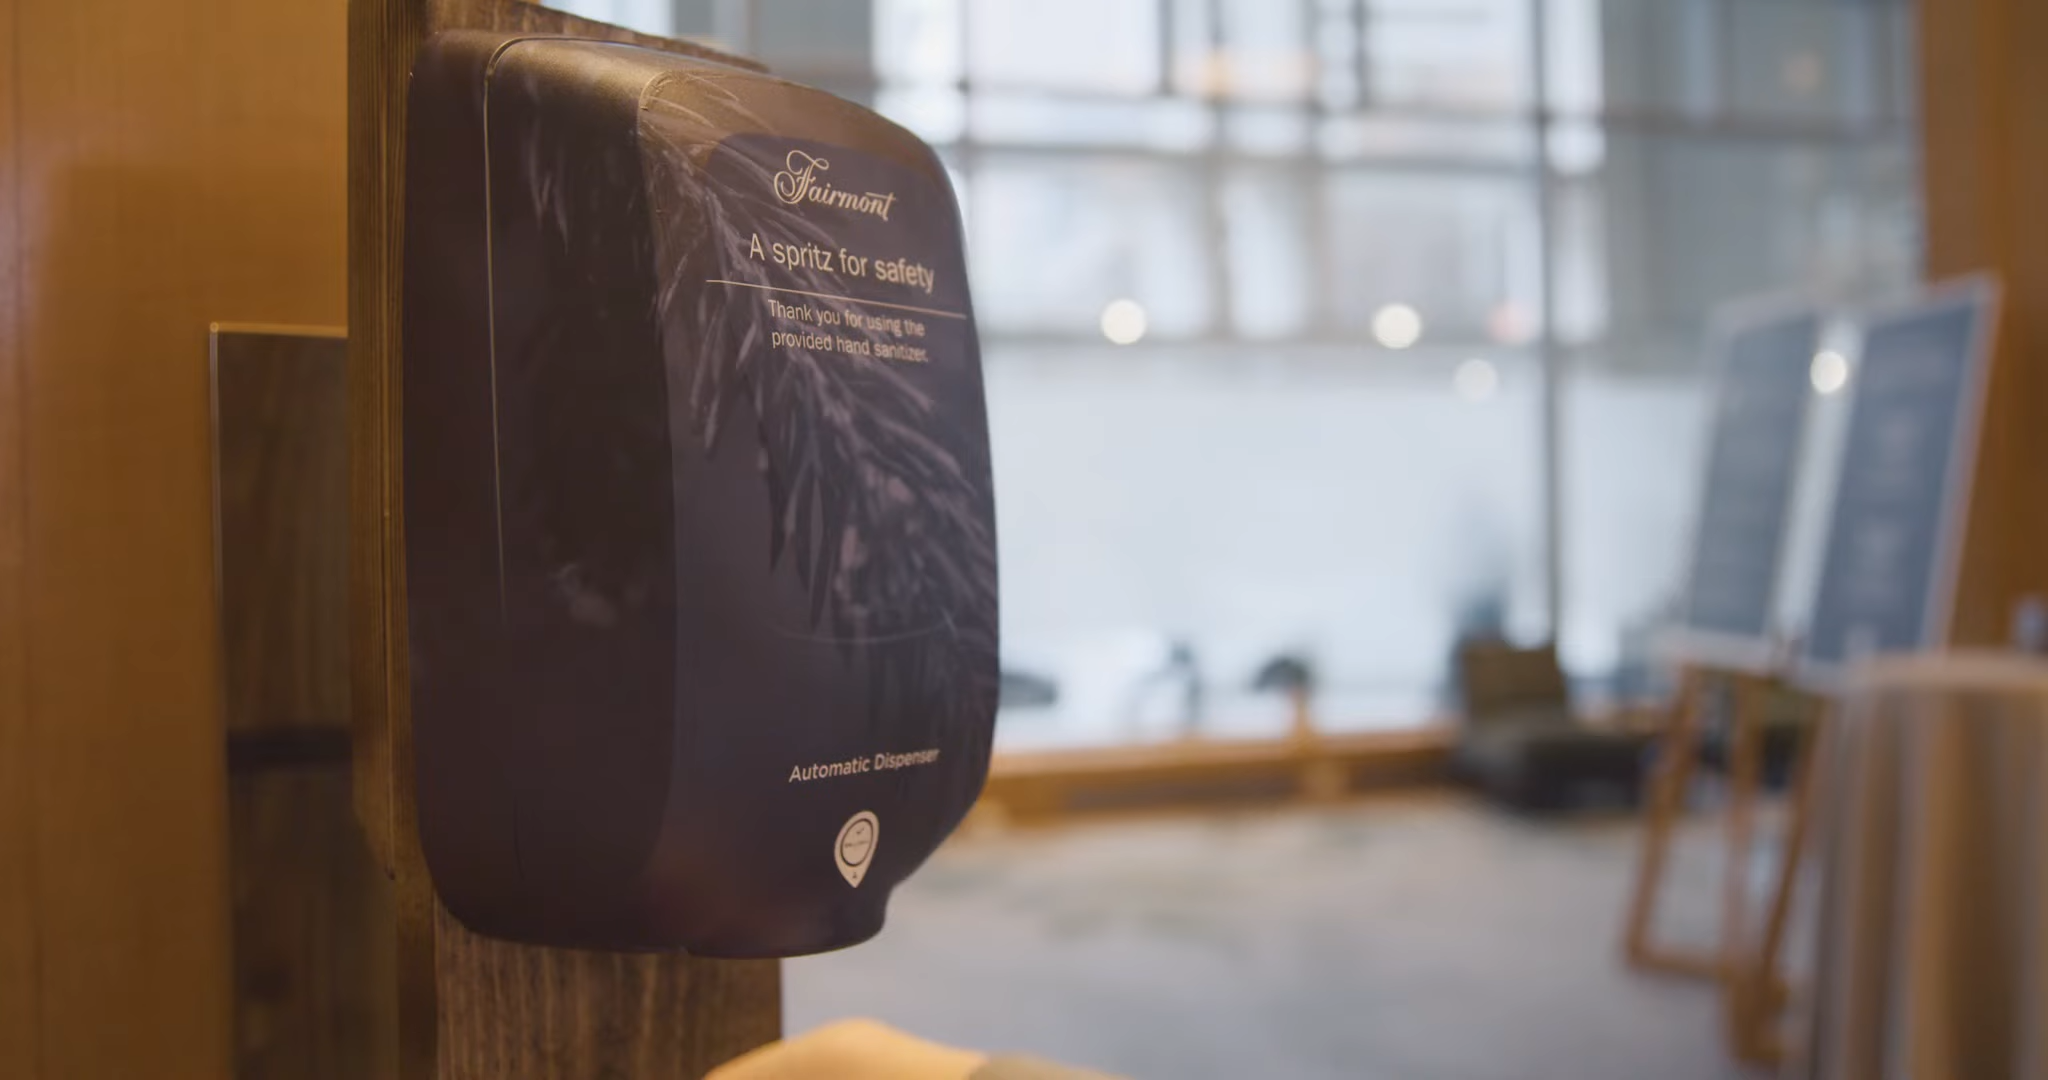 Fairmont
A spritz for safety
Thank you for using the
provided hand sanitizer.
Automatic Dispenser